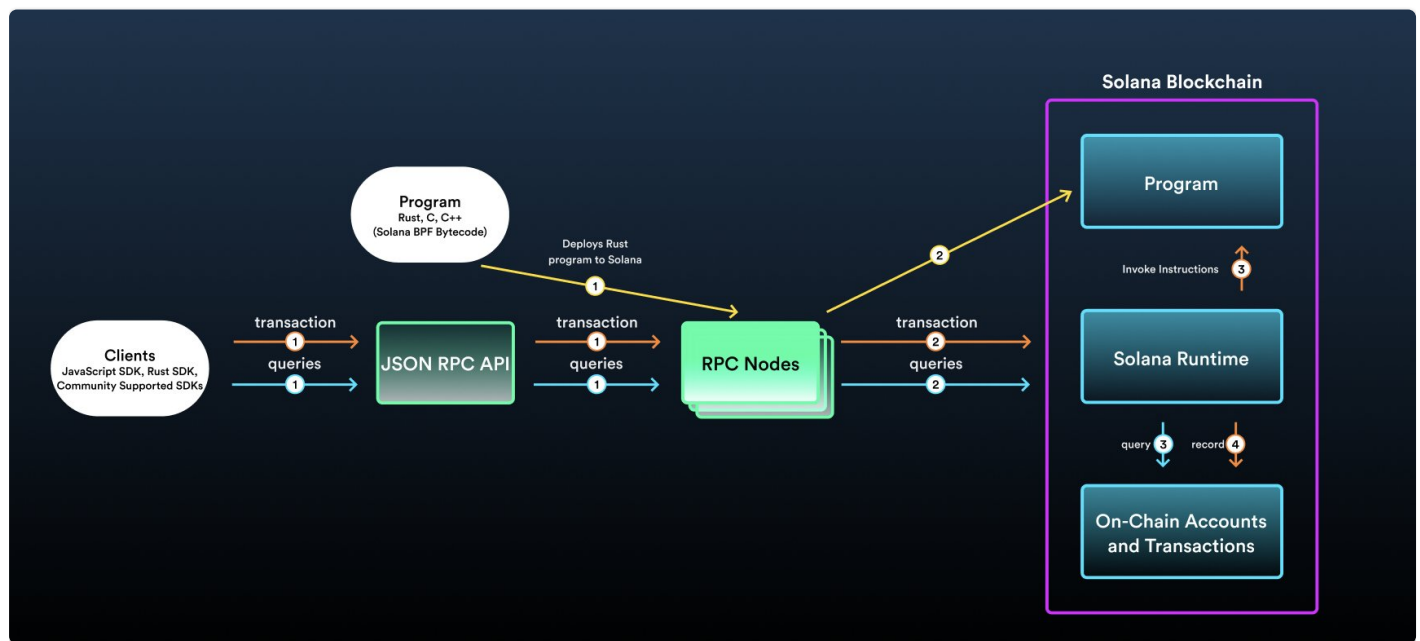 Solana Blockchain
Program
Rust, C, C++
(Solana BPF Bytecode)
Deploys Rust
program to Solana
1
2
Program
Invoke Instructions
3
Clients
JavaScript SDK, Rust SDK,
Community Supported SDKs
transaction
1
queries
1
JSON RPC API
transaction
1
queries
1
RPC Nodes
transaction
2
queries
2
Solana Runtime
query
3
record
4
On-Chain Accounts
and Transactions